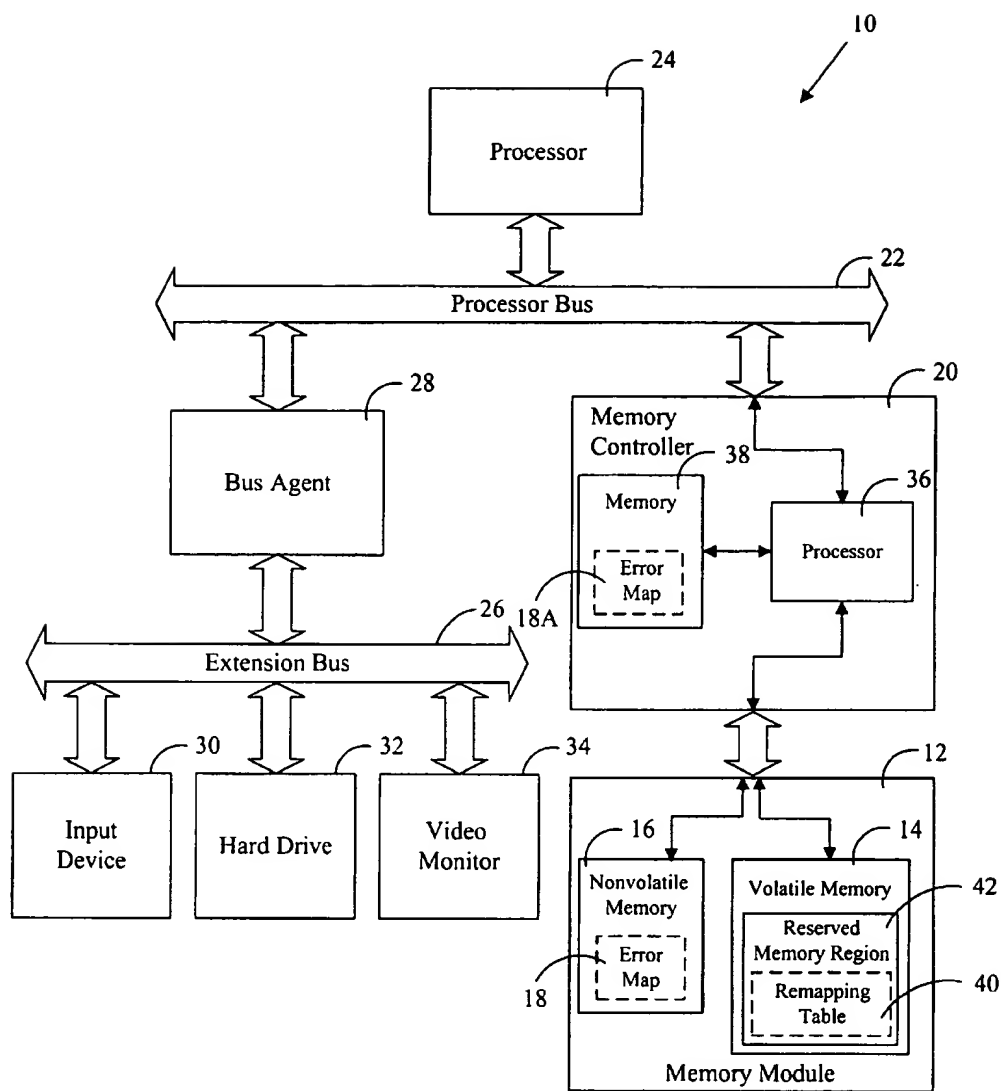 10
24
Processor
22
Processor Bus
28
Bus Agent
20
Memory
Controller
38
Memory
36
Processor
Error
Map
18A
26
Extension Bus
30
32
34
Input
Device
Hard Drive
Video
Monitor
12
16
14
Nonvolatile
Memory
Volatile Memory
42
Reserved
Memory Region
Error
Map
18
Remapping
Table
40
Memory Module